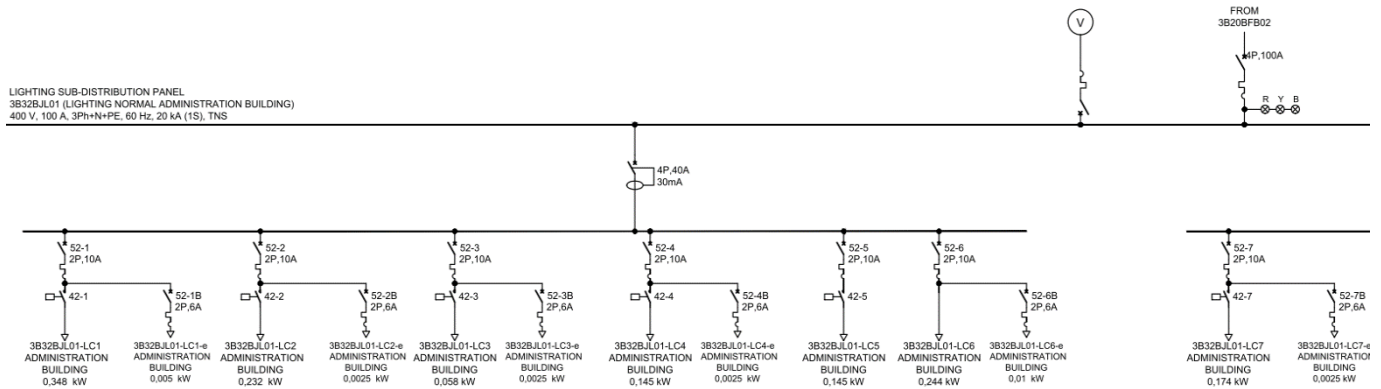 V
FROM
3B20BFB02
4P,100A
R Y B
LIGHTING SUB-DISTRIBUTION PANEL
3B32BJL01 (LIGHTING NORMAL ADMINISTRATION BUILDING)
400 V, 100 A, 3Ph+N+PE, 60 Hz, 20 kA (1S), TNS
4P,40A
30mA
52-1
2P,10A
42-1
52-1B
2P,6A
3B32BJL01-LC1
ADMINISTRATION
BUILDING
0,348 kW
3B32BJL01-LC1-e
ADMINISTRATION
BUILDING
0,005 kW
52-2
2P,10A
42-2
52-2B
2P,6A
3B32BJL01-LC2
ADMINISTRATION
BUILDING
0,232 kW
3B32BJL01-LC2-e
ADMINISTRATION
BUILDING
0,0025 kW
52-3
2P,10A
42-3
52-3B
2P,6A
3B32BJL01-LC3
ADMINISTRATION
BUILDING
0,058 kW
3B32BJL01-LC3-e
ADMINISTRATION
BUILDING
0,0025 kW
52-4
2P,10A
42-4
52-4B
2P,6A
3B32BJL01-LC4
ADMINISTRATION
BUILDING
0,145 kW
3B32BJL01-LC4-e
ADMINISTRATION
BUILDING
0,0025 kW
52-5
2P,10A
42-5
3B32BJL01-LC5
ADMINISTRATION
BUILDING
0,145 kW
52-6
2P,10A
52-6B
2P,6A
3B32BJL01-LC6
ADMINISTRATION
BUILDING
0,244 kW
3B32BJL01-LC6-e
ADMINISTRATION
BUILDING
0,01 kW
52-7
2P,10A
42-7
52-7B
2P,6A
3B32BJL01-LC7
ADMINISTRATION
BUILDING
0,174 kW
3B32BJL01-LC7-e
ADMINISTRATION
BUILDING
0,0025 kW